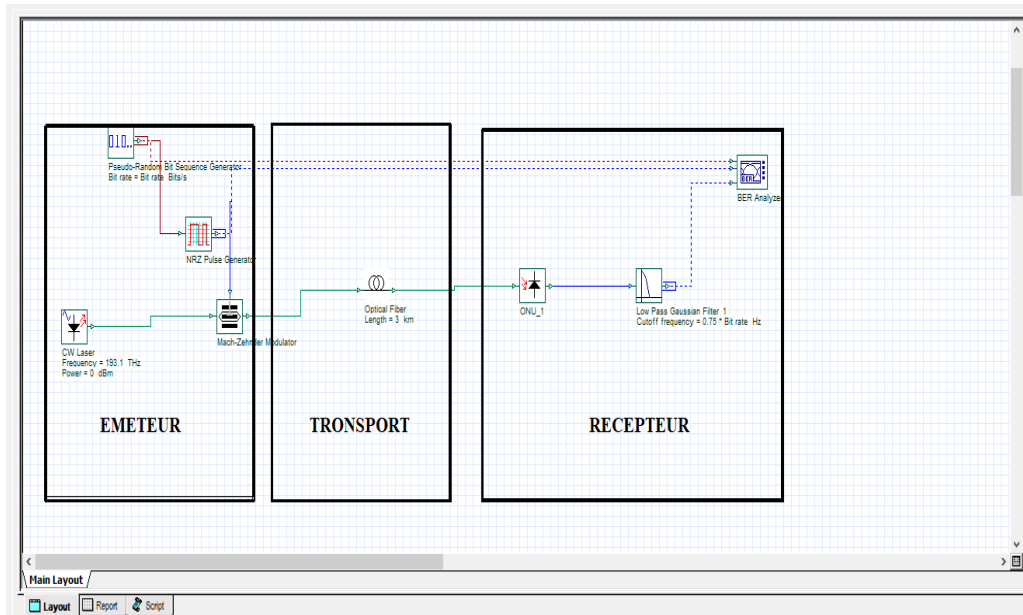 010..
Pseudo-Random Bit Sequence Generator
Bit rate = Bit rate Bits/s
BER
BER Analyzer
NRZ Pulse Generator
Optical Fiber
Length = 3 km
ONU_1
Low Pass Gaussian Filter 1
Cutoff frequency = 0.75 * Bit rate Hz
Mach-Zehnder Modulator
CW Laser
Frequency = 193.1 THz
Power = 0 dBm
EMETEUR
TRONSPORT
RECEPTEUR
Main Layout
Layout
Report
Script